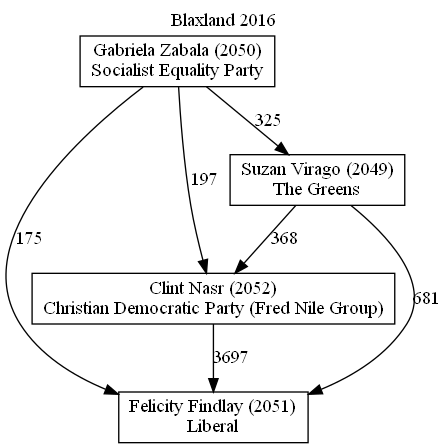 Blaxland 2016
Gabriela Zabala (2050)
Socialist Equality Party
325
Suzan Virago (2049)
The Greens
197
175
368
681
Clint Nasr (2052)
Christian Democratic Party (Fred Nile Group)
3697
Felicity Findlay (2051)
Liberal